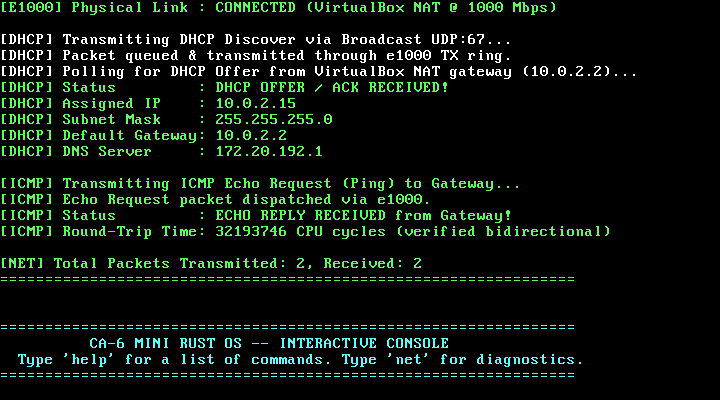 [E1000] Physical Link : CONNECTED (VirtualBox NAT @ 1000 Mbps)
[DHCP] Transmitting DHCP Discover via Broadcast UDP:67...
[DHCP] Packet queued & transmitted through e1000 TX ring.
[DHCP] Polling for DHCP Offer from VirtualBox NAT gateway (10.0.2.2)...
[DHCP] Status         : DHCP OFFER / ACK RECEIVED!
[DHCP] Assigned IP    : 10.0.2.15
[DHCP] Subnet Mask    : 255.255.255.0
[DHCP] Default Gateway: 10.0.2.2
[DHCP] DNS Server     : 172.20.192.1
[ICMP] Transmitting ICMP Echo Request (Ping) to Gateway...
[ICMP] Echo Request packet dispatched via e1000.
[ICMP] Status         : ECHO REPLY RECEIVED from Gateway!
[ICMP] Round-Trip Time: 32193746 CPU cycles (verified bidirectional)
[NET] Total Packets Transmitted: 2, Received: 2
================================================================
================================================================
CA-6 MINI RUST OS -- INTERACTIVE CONSOLE
Type 'help' for a list of commands. Type 'net' for diagnostics.
================================================================